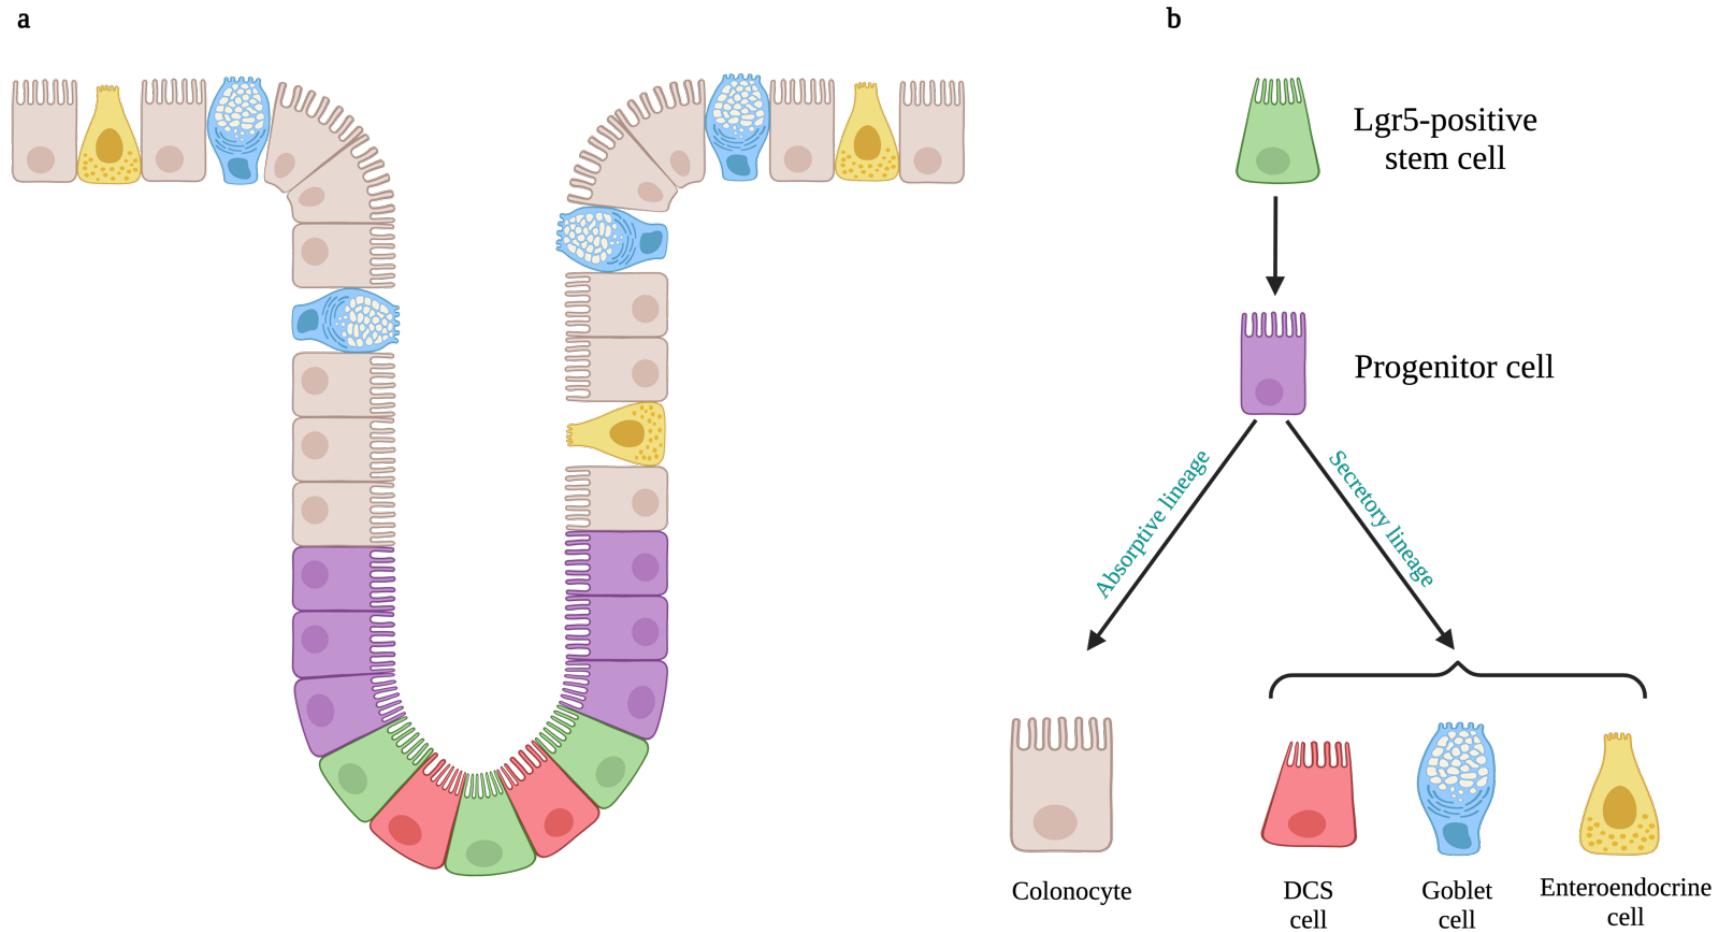 a
b
Lgr5-positive
stem cell
Progenitor cell
Absorptive lineage
Secretory lineage
Colonocyte
DCS
cell
Goblet
cell
Enteroendocrine
cell